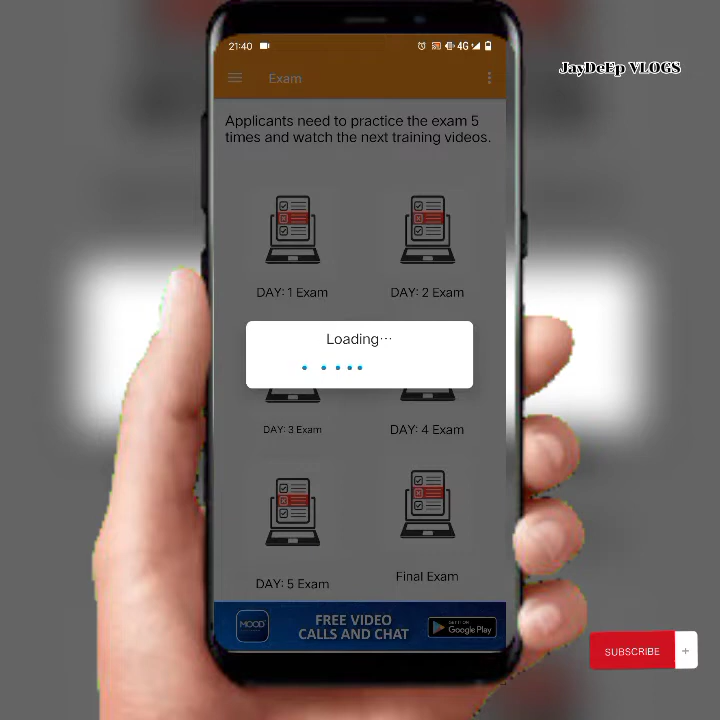 21:40
4G
JayDeEp VLOGS
Exam
Applicants need to practice the exam 5
times and watch the next training videos.
DAY: 1 Exam
DAY: 2 Exam
Loading···
DAY: 3 Exam
DAY: 4 Exam
DAY: 5 Exam
Final Exam
MOOD
FREE VIDEO
CALLS AND CHAT
GET IT ON
Google Play
SUBSCRIBE +